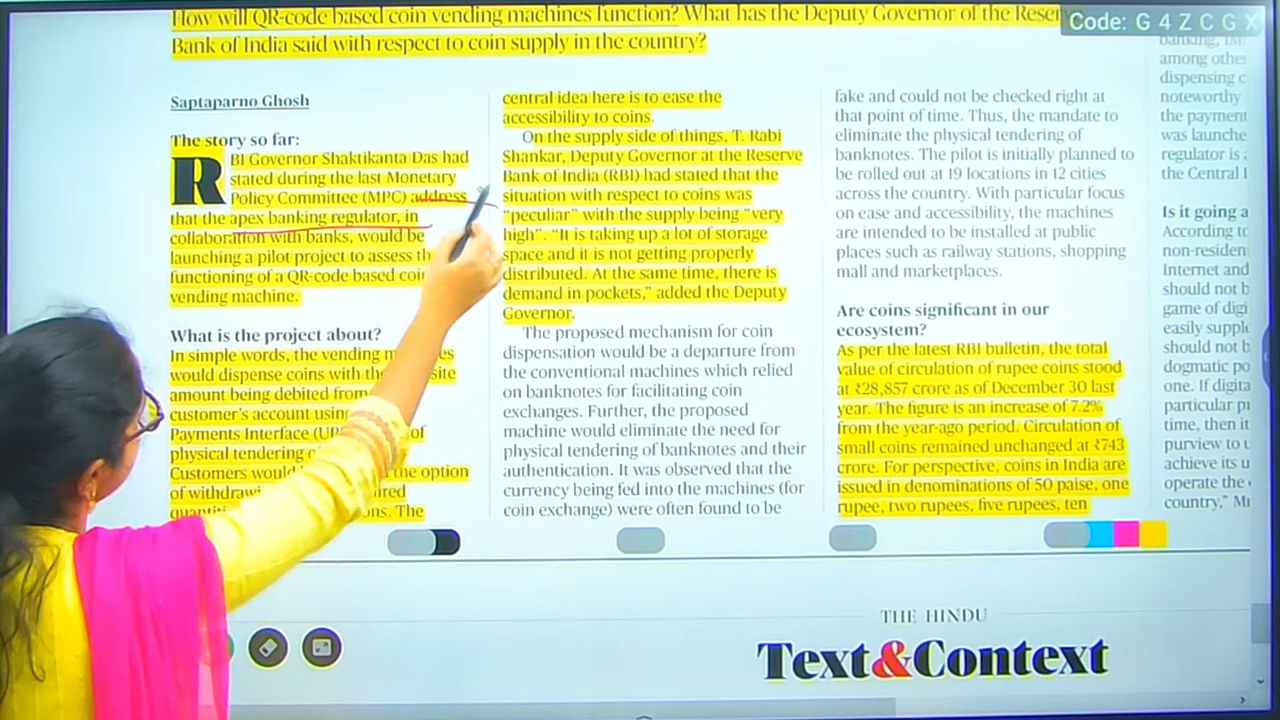 How will QR-code based coin vending machines function? What has the Deputy Governor of the Reserve
Bank of India said with respect to coin supply in the country?
Code: G 4 Z C G X
Saptaparno Ghosh
The story so far:
RBI Governor Shaktikanta Das had
stated during the last Monetary
Policy Committee (MPC) address
that the apex banking regulator, in
collaboration with banks, would be
launching a pilot project to assess
functioning of a QR-code based
vending machine.
What is the project about?
In simple words, the vending
would dispense coins with the
amount being debited from
customer's account using
Payments Interface of
physical tendering
Customers would the option
of
The
central idea here is to ease the
accessibility to coins.
On the supply side of things, T. Rabi
Shankar, Deputy Governor at the Reserve
Bank of India (RBI) had stated that the
situation with respect to coins was
“peculiar” with the supply being “very
high”. “It is taking up a lot of storage
space and it is not getting properly
distributed. At the same time, there is
demand in pockets,” added the Deputy
Governor.
The proposed mechanism for coin
dispensation would be a departure from
the conventional machines which relied
on banknotes for facilitating coin
exchanges. Further, the proposed
machine would eliminate the need for
physical tendering of banknotes and their
authentication. It was observed that the
currency being fed into the machines (for
coin exchange) were often found to be
fake and could not be checked right at
that point of time. Thus, the mandate to
eliminate the physical tendering of
banknotes. The pilot is initially planned to
be rolled out at 19 locations in 12 cities
across the country. With particular focus
on ease and accessibility, the machines
are intended to be installed at public
places such as railway stations, shopping
mall and marketplaces.
Are coins significant in our
ecosystem?
As per the latest RBI bulletin, the total
value of circulation of rupee coins stood
at ₹28,857 crore as of December 30 last
year. The figure is an increase of 7.2%
from the year-ago period. Circulation of
small coins remained unchanged at ₹743
crore. For perspective, coins in India are
issued in denominations of 50 paise, one
rupee, two rupees, five rupees, ten
among
dispensing
noteworthy
the payment
was launche
regulator is
the Central
Is it going a
According to
non-residen
Internet and
should not b
game of digi
easily supple
should not b
dogmatic po
one. If digita
particular
time, then it
purview to
achieve its u
operate the
country,”
THE HINDU
Text&Context